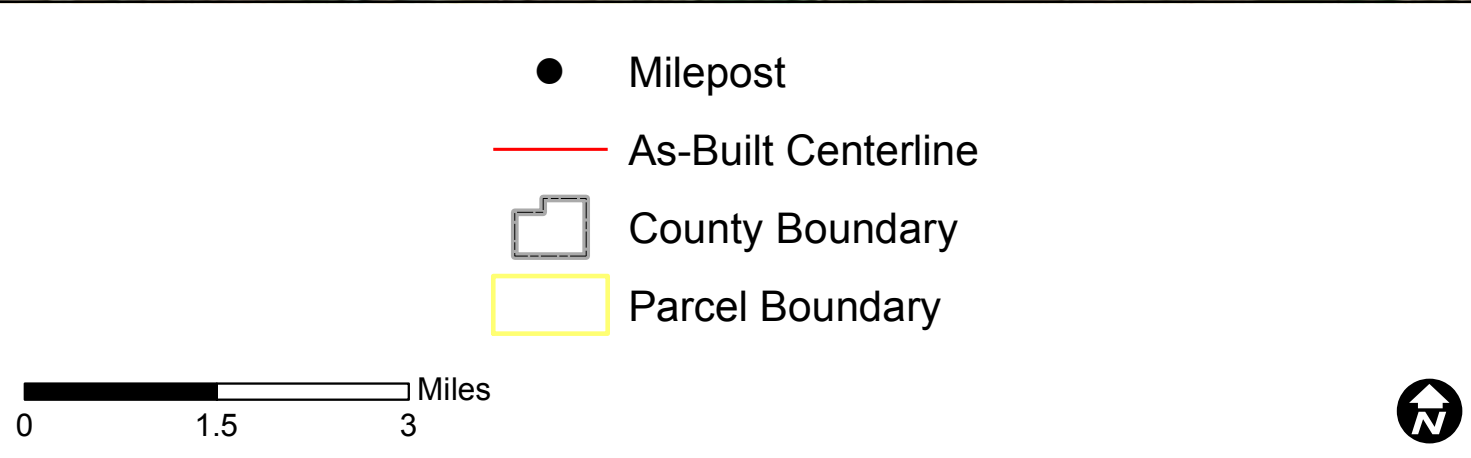 Milepost
As-Built Centerline
County Boundary
Parcel Boundary
Miles
0 1.5 3
N